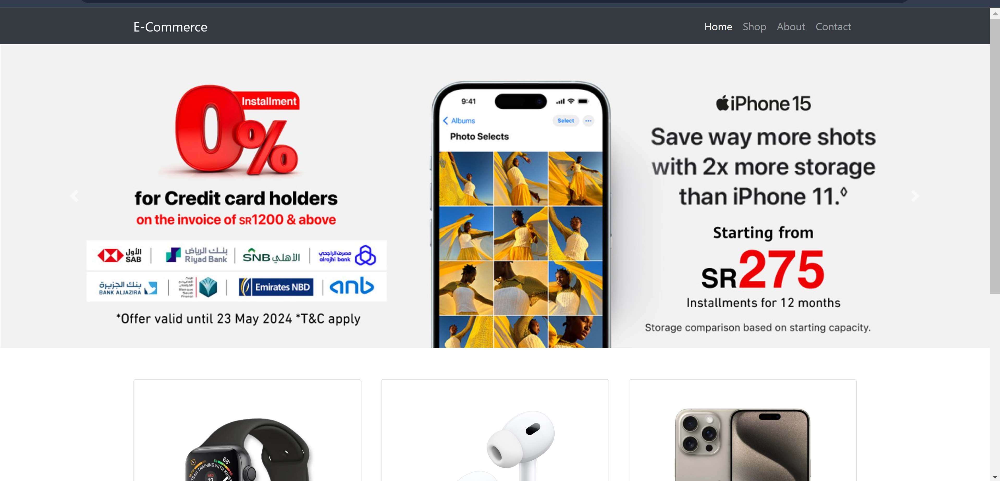 E-Commerce
Home Shop About Contact
0%
Installment
for Credit card holders
on the invoice of SR1200 & above
الأول
SAB
بنـك الرياض
Riyad Bank
SNB الأهلي
مصرف الراجحي
alrajhi bank
بنك الجزيرة
BANK ALJAZIRA
البنك
السعودي
الفرنسي
Banque
Saudi
Fransi
Emirates NBD
anb
*Offer valid until 23 May 2024 *T&C apply
9:41
Albums
Select
Photo Selects
iPhone 15
Save way more shots
with 2x more storage
than iPhone 11.◊
Starting from
SR275
Installments for 12 months
Storage comparison based on starting capacity.
68°
TRAINING WITH
WED
12